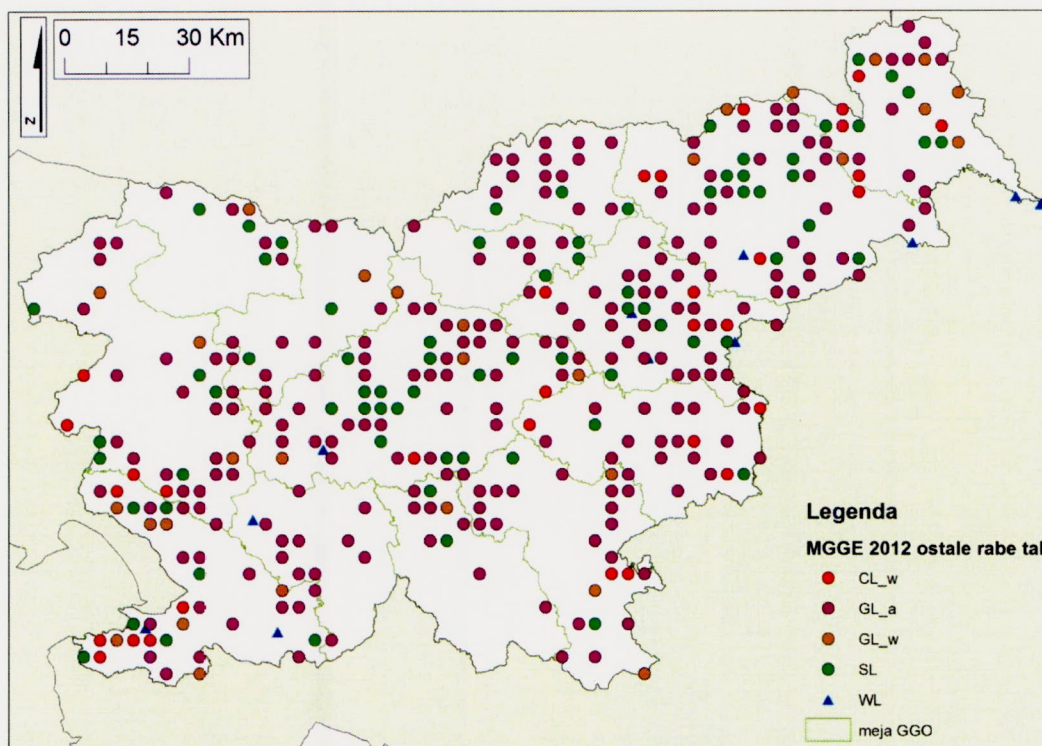 0 15 30 Km
N
Legenda
MGGE 2012 ostale rabe tal
CL_w
GL_a
GL_w
SL
WL
meja GGO